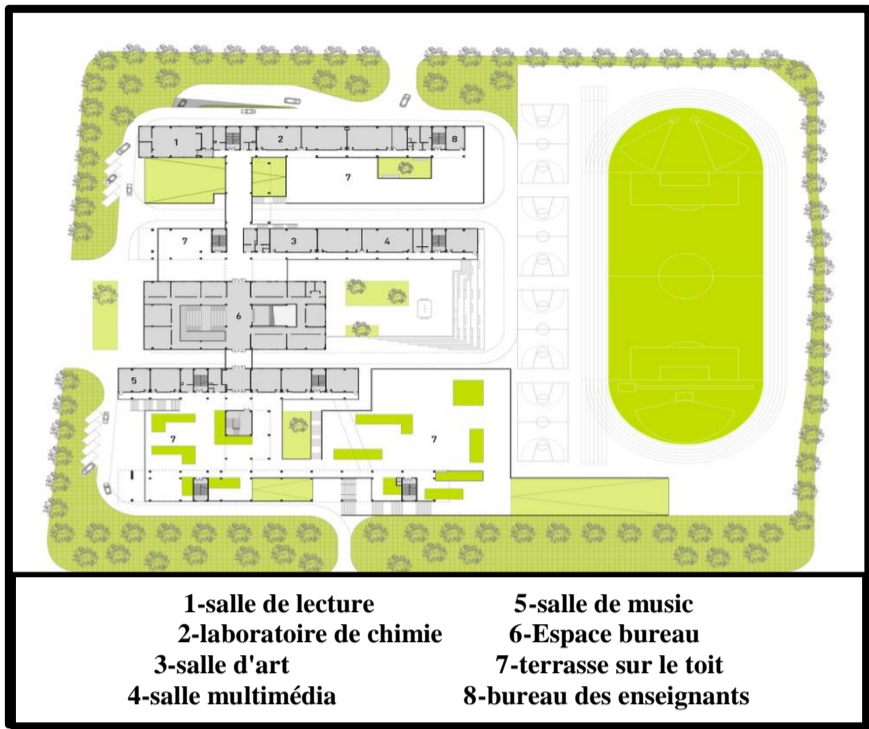 1
2
8
7
7
3
4
6
5
7
7
1-salle de lecture
5-salle de music
2-laboratoire de chimie
6-Espace bureau
3-salle d'art
7-terrasse sur le toit
4-salle multimédia
8-bureau des enseignants